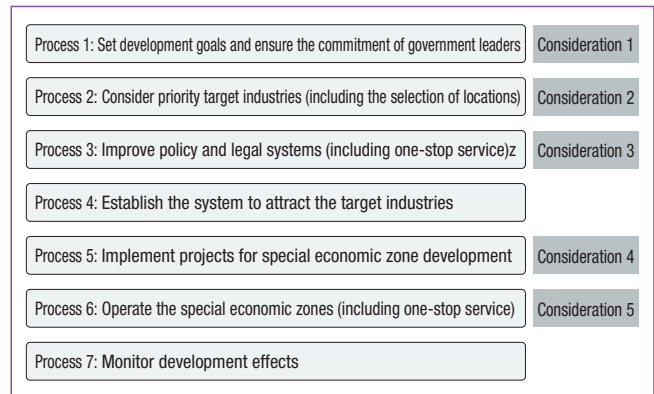 Process 1: Set development goals and ensure the commitment of government leaders
Consideration 1
Process 2: Consider priority target industries (including the selection of locations)
Consideration 2
Process 3: Improve policy and legal systems (including one-stop service)z
Consideration 3
Process 4: Establish the system to attract the target industries
Process 5: Implement projects for special economic zone development
Consideration 4
Process 6: Operate the special economic zones (including one-stop service)
Consideration 5
Process 7: Monitor development effects